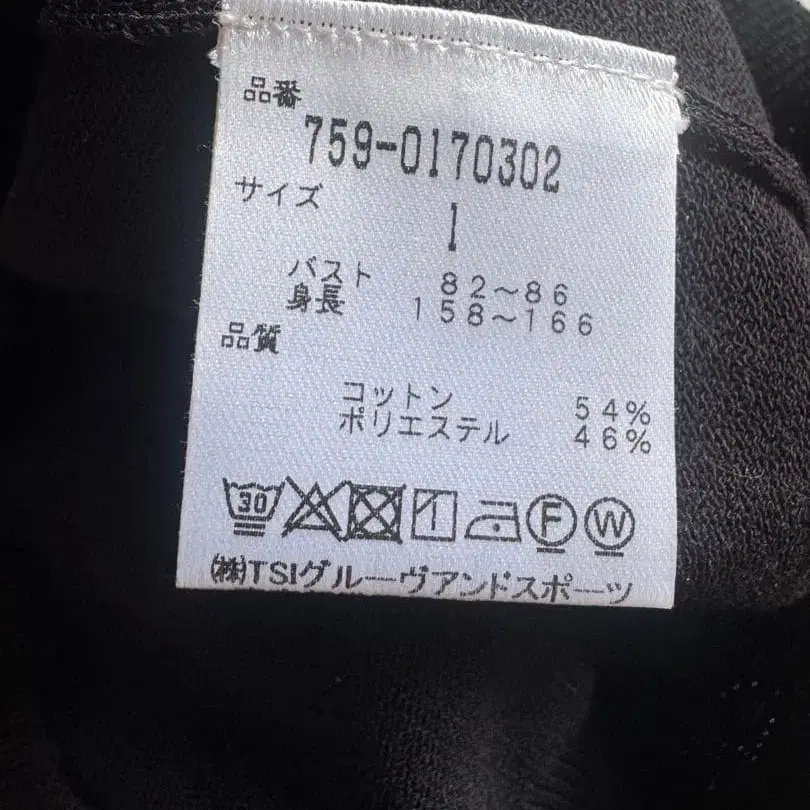 品番
759-0170302
サイズ
1
バスト 82～86
身長 158～166
品質
コットン 54%
ポリエステル 46%
30 F W
(株)TSIグルーヴアンドスポーツ